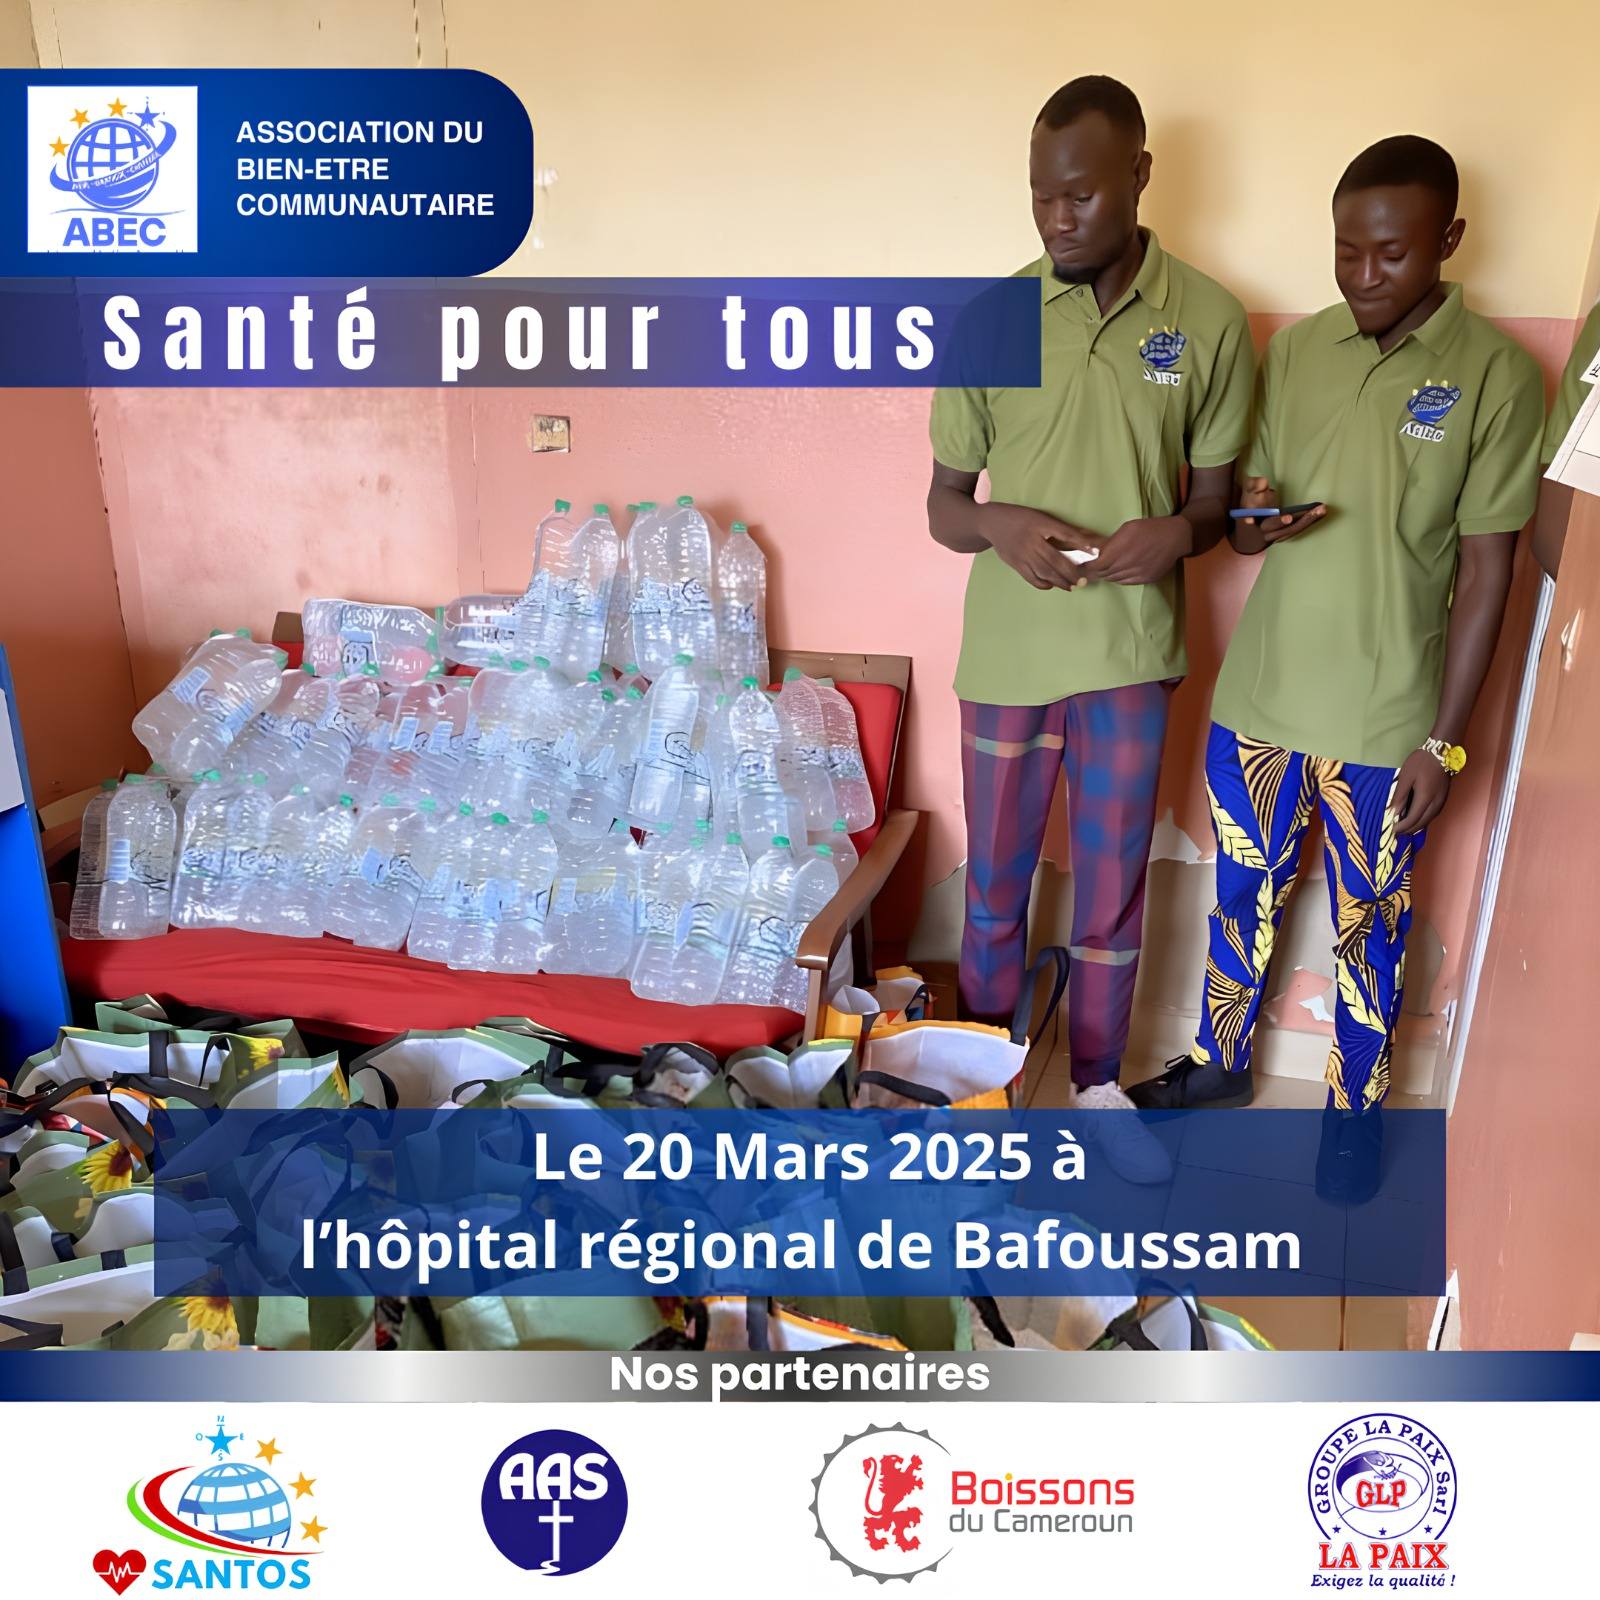 ABEC
ASSOCIATION DU
BIEN-ETRE
COMMUNAUTAIRE
Santé pour tous
Le 20 Mars 2025 à
l’hôpital régional de Bafoussam
Nos partenaires
N
O E
S
SANTOS
AAS
Boissons
du Cameroun
GROUPE LA PAIX Sarl
GLP
LA PAIX
Exigez la qualité !